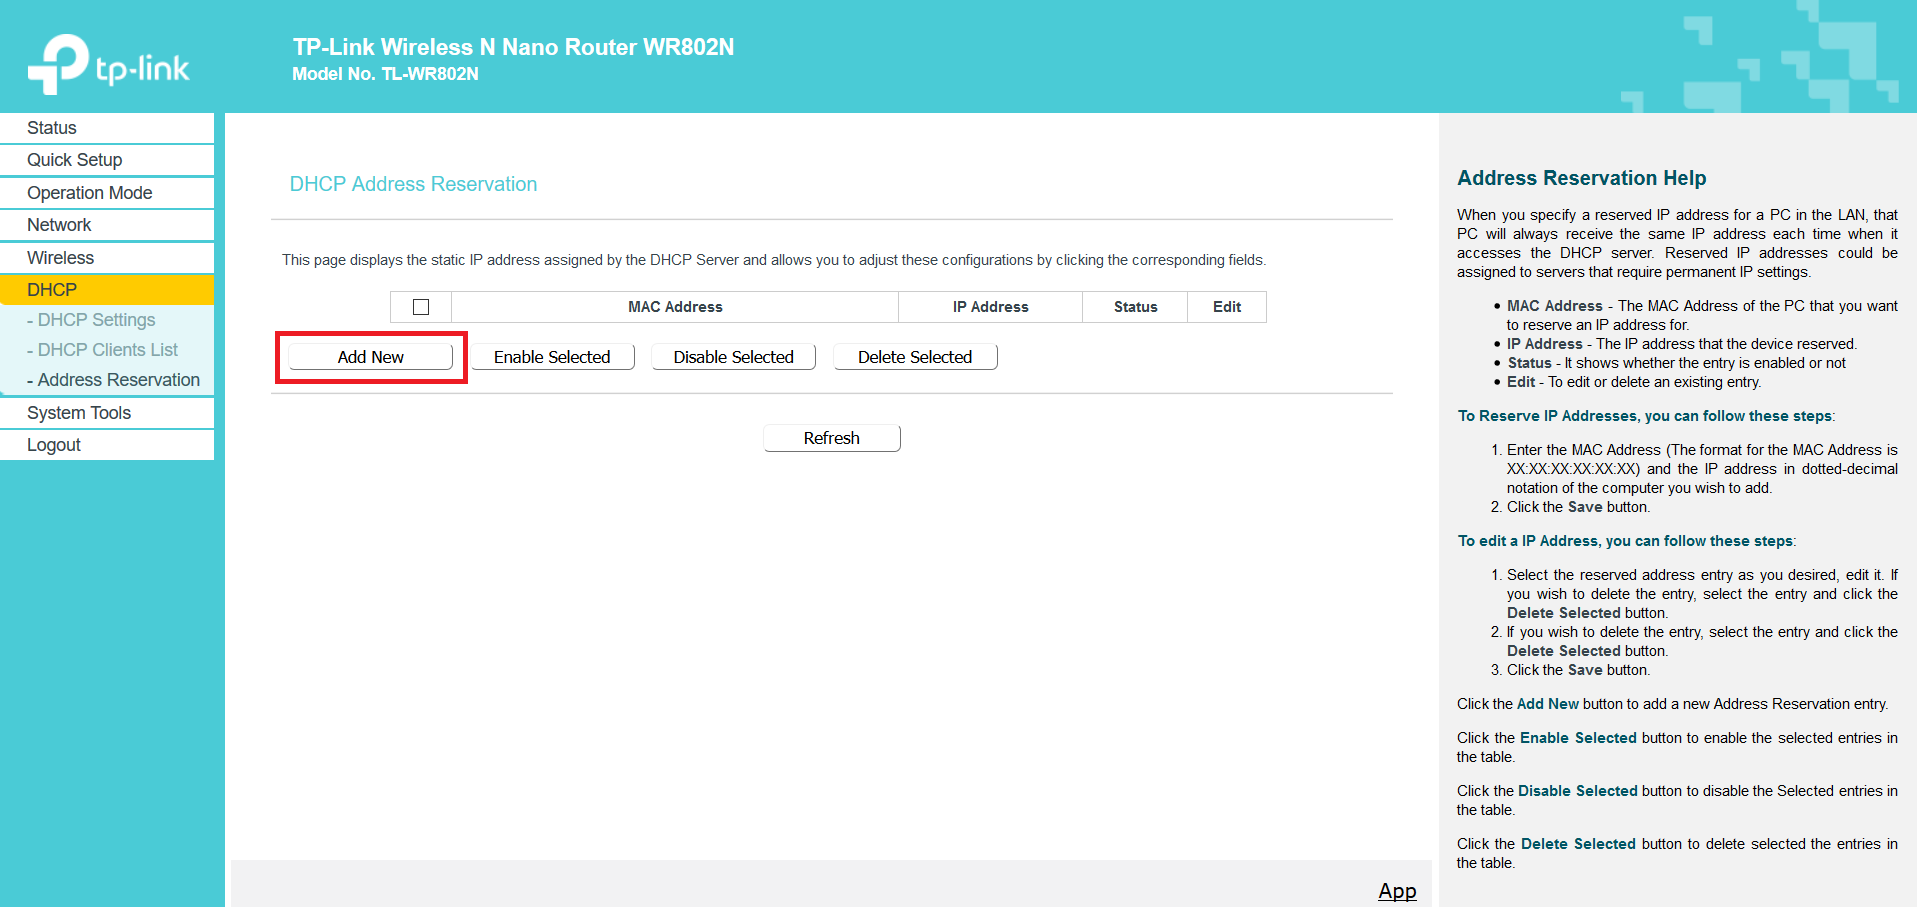 tp-link
TP-Link Wireless N Nano Router WR802N
Model No. TL-WR802N
Status
Quick Setup
Operation Mode
Network
Wireless
DHCP
- DHCP Settings
- DHCP Clients List
- Address Reservation
System Tools
Logout
DHCP Address Reservation
This page displays the static IP address assigned by the DHCP Server and allows you to adjust these configurations by clicking the corresponding fields.
MAC Address IP Address Status Edit
Add New Enable Selected Disable Selected Delete Selected
Refresh
App
Address Reservation Help
When you specify a reserved IP address for a PC in the LAN, that
PC will always receive the same IP address each time when it
accesses the DHCP server. Reserved IP addresses could be
assigned to servers that require permanent IP settings.
• MAC Address - The MAC Address of the PC that you want
to reserve an IP address for.
• IP Address - The IP address that the device reserved.
• Status - It shows whether the entry is enabled or not
• Edit - To edit or delete an existing entry.
To Reserve IP Addresses, you can follow these steps:
1. Enter the MAC Address (The format for the MAC Address is
XX:XX:XX:XX:XX:XX) and the IP address in dotted-decimal
notation of the computer you wish to add.
2. Click the Save button.
To edit a IP Address, you can follow these steps:
1. Select the reserved address entry as you desired, edit it. If
you wish to delete the entry, select the entry and click the
Delete Selected button.
2. If you wish to delete the entry, select the entry and click the
Delete Selected button.
3. Click the Save button.
Click the Add New button to add a new Address Reservation entry.
Click the Enable Selected button to enable the selected entries in
the table.
Click the Disable Selected button to disable the Selected entries in
the table.
Click the Delete Selected button to delete selected the entries in
the table.